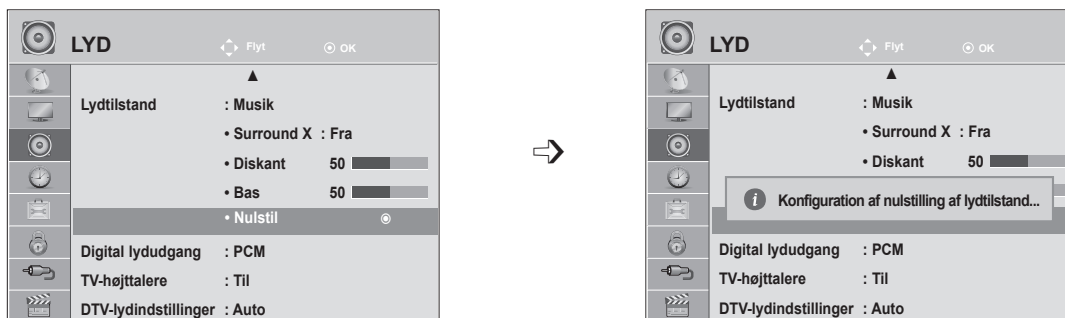 LYD Flyt OK
Lydtilstand : Musik
• Surround X : Fra
• Diskant 50
• Bas 50
• Nulstil
Digital lydudgang : PCM
TV-højttalere : Til
DTV-lydindstillinger : Auto
LYD Flyt OK
Lydtilstand : Musik
• Surround X : Fra
• Diskant 50
i Konfiguration af nulstilling af lydtilstand...
Digital lydudgang : PCM
TV-højttalere : Til
DTV-lydindstillinger : Auto